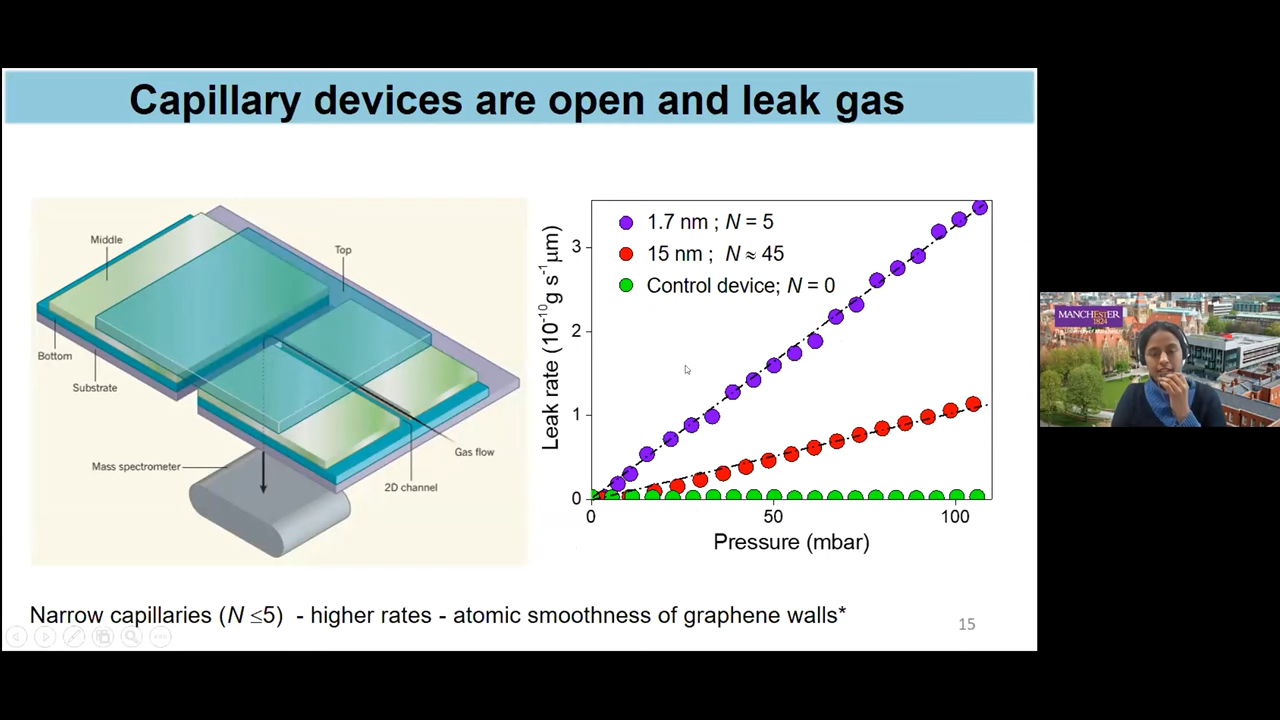 Capillary devices are open and leak gas
Middle
Top
Bottom
Substrate
Mass spectrometer
Gas flow
2D channel
1.7 nm ; N = 5
15 nm ; N ≈ 45
Control device; N = 0
Leak rate (10⁻¹⁰g s⁻¹μm)
3
2
1
0
0
50
100
Pressure (mbar)
Narrow capillaries (N ≤5) - higher rates - atomic smoothness of graphene walls*
15
MANCHESTER
1824